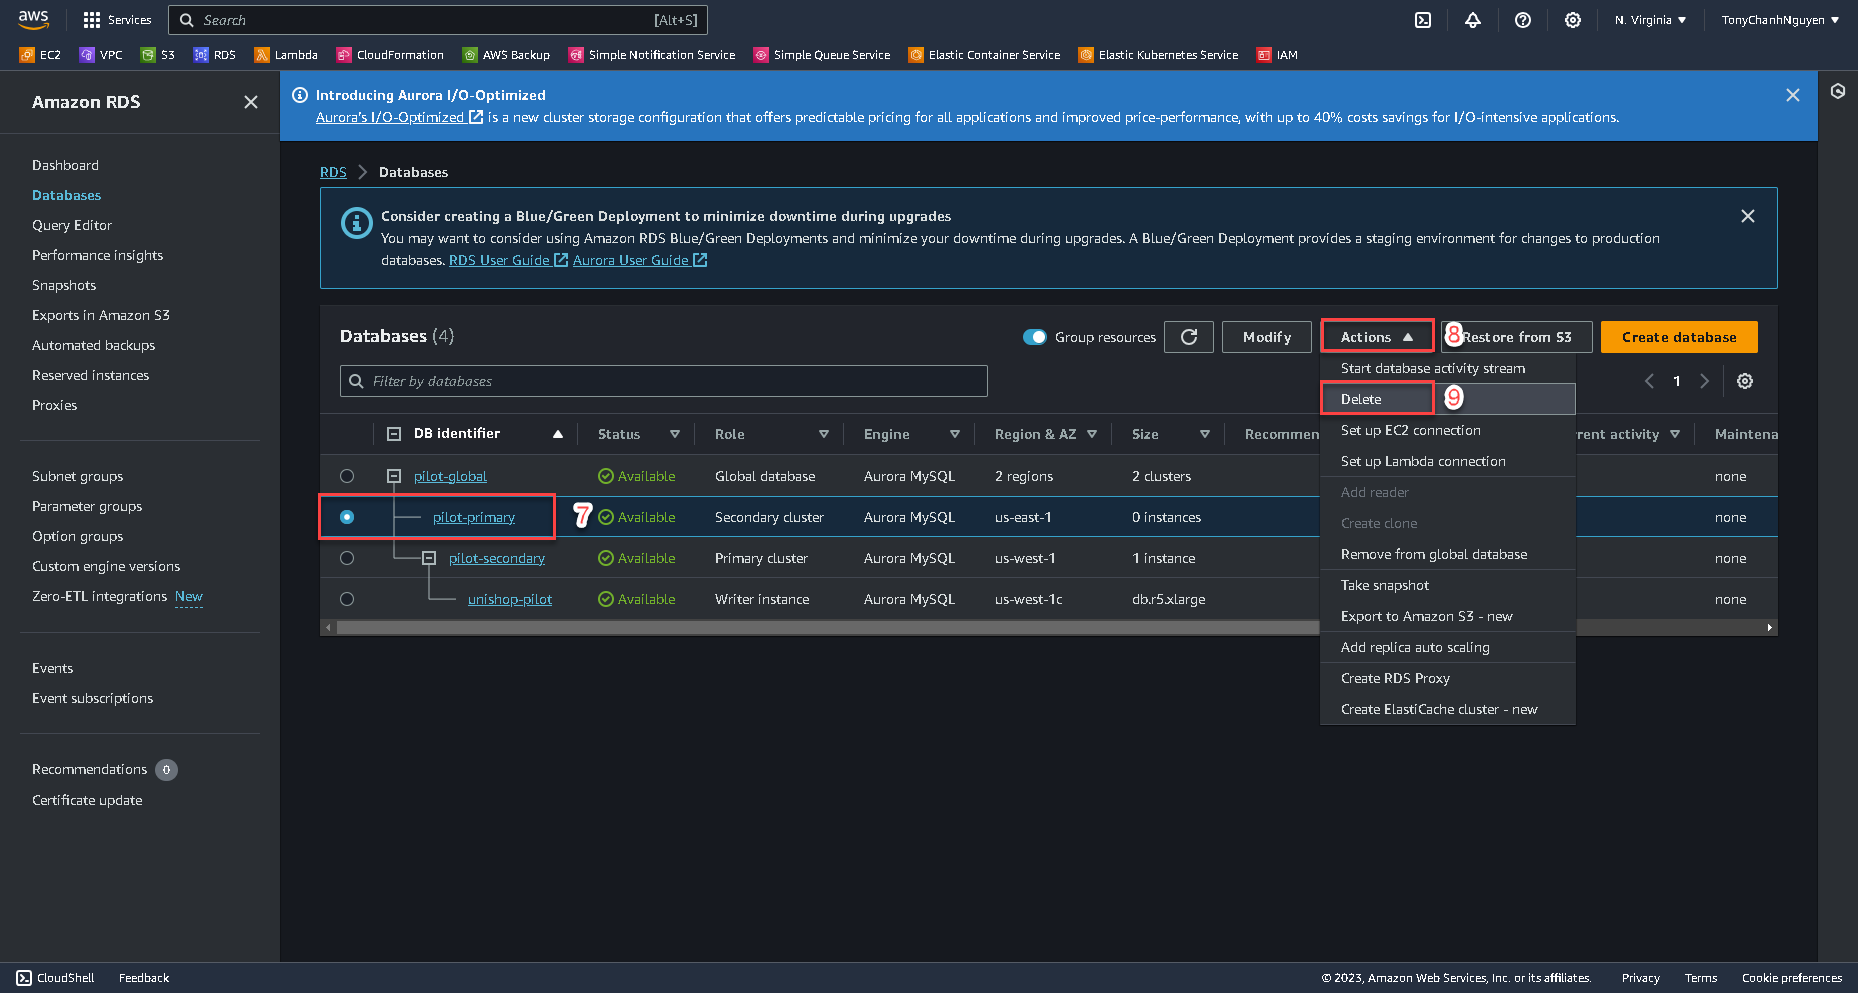 aws
Services
Search
[Alt+S]
N. Virginia
TonyChanhNguyen
EC2
VPC
S3
RDS
Lambda
CloudFormation
AWS Backup
Simple Notification Service
Simple Queue Service
Elastic Container Service
Elastic Kubernetes Service
IAM
Amazon RDS
Dashboard
Databases
Query Editor
Performance insights
Snapshots
Exports in Amazon S3
Automated backups
Reserved instances
Proxies
Subnet groups
Parameter groups
Option groups
Custom engine versions
Zero-ETL integrations New
Events
Event subscriptions
Recommendations 0
Certificate update
Introducing Aurora I/O-Optimized
Aurora's I/O-Optimized is a new cluster storage configuration that offers predictable pricing for all applications and improved price-performance, with up to 40% costs savings for I/O-intensive applications.
RDS > Databases
Consider creating a Blue/Green Deployment to minimize downtime during upgrades
You may want to consider using Amazon RDS Blue/Green Deployments and minimize your downtime during upgrades. A Blue/Green Deployment provides a staging environment for changes to production
databases. RDS User Guide Aurora User Guide
Databases (4)
Group resources
Modify
Actions
8
Restore from S3
Create database
Filter by databases
1
Start database activity stream
Delete
9
Set up EC2 connection
Set up Lambda connection
Add reader
Create clone
Remove from global database
Take snapshot
Export to Amazon S3 - new
Add replica auto scaling
Create RDS Proxy
Create ElastiCache cluster - new
DB identifier Status Role Engine Region & AZ Size Recommen rent activity Maintena
pilot-global Available Global database Aurora MySQL 2 regions 2 clusters none
pilot-primary 7 Available Secondary cluster Aurora MySQL us-east-1 0 instances none
pilot-secondary Available Primary cluster Aurora MySQL us-west-1 1 instance none
unishop-pilot Available Writer instance Aurora MySQL us-west-1c db.r5.xlarge none
CloudShell
Feedback
© 2023, Amazon Web Services, Inc. or its affiliates.
Privacy
Terms
Cookie preferences